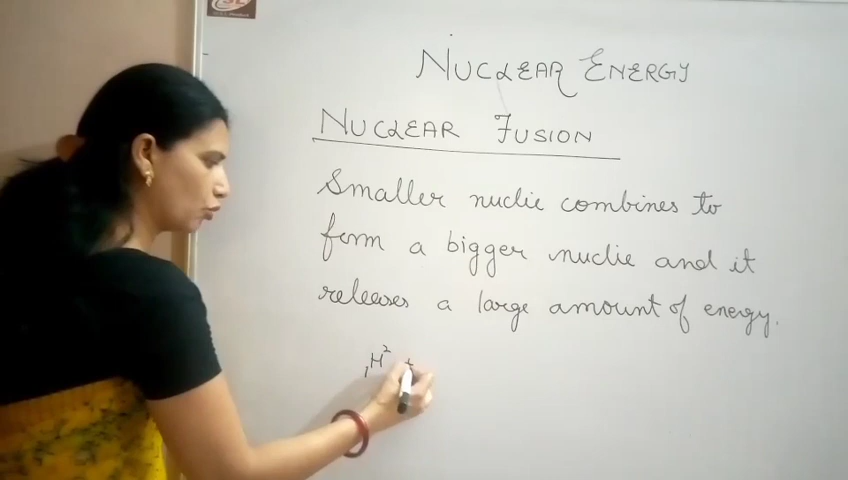 NUCLEAR ENERGY
NUCLEAR FUSION
Smaller nuclie combines to
form a bigger nuclie and it
releases a large amount of energy.
₁H² +